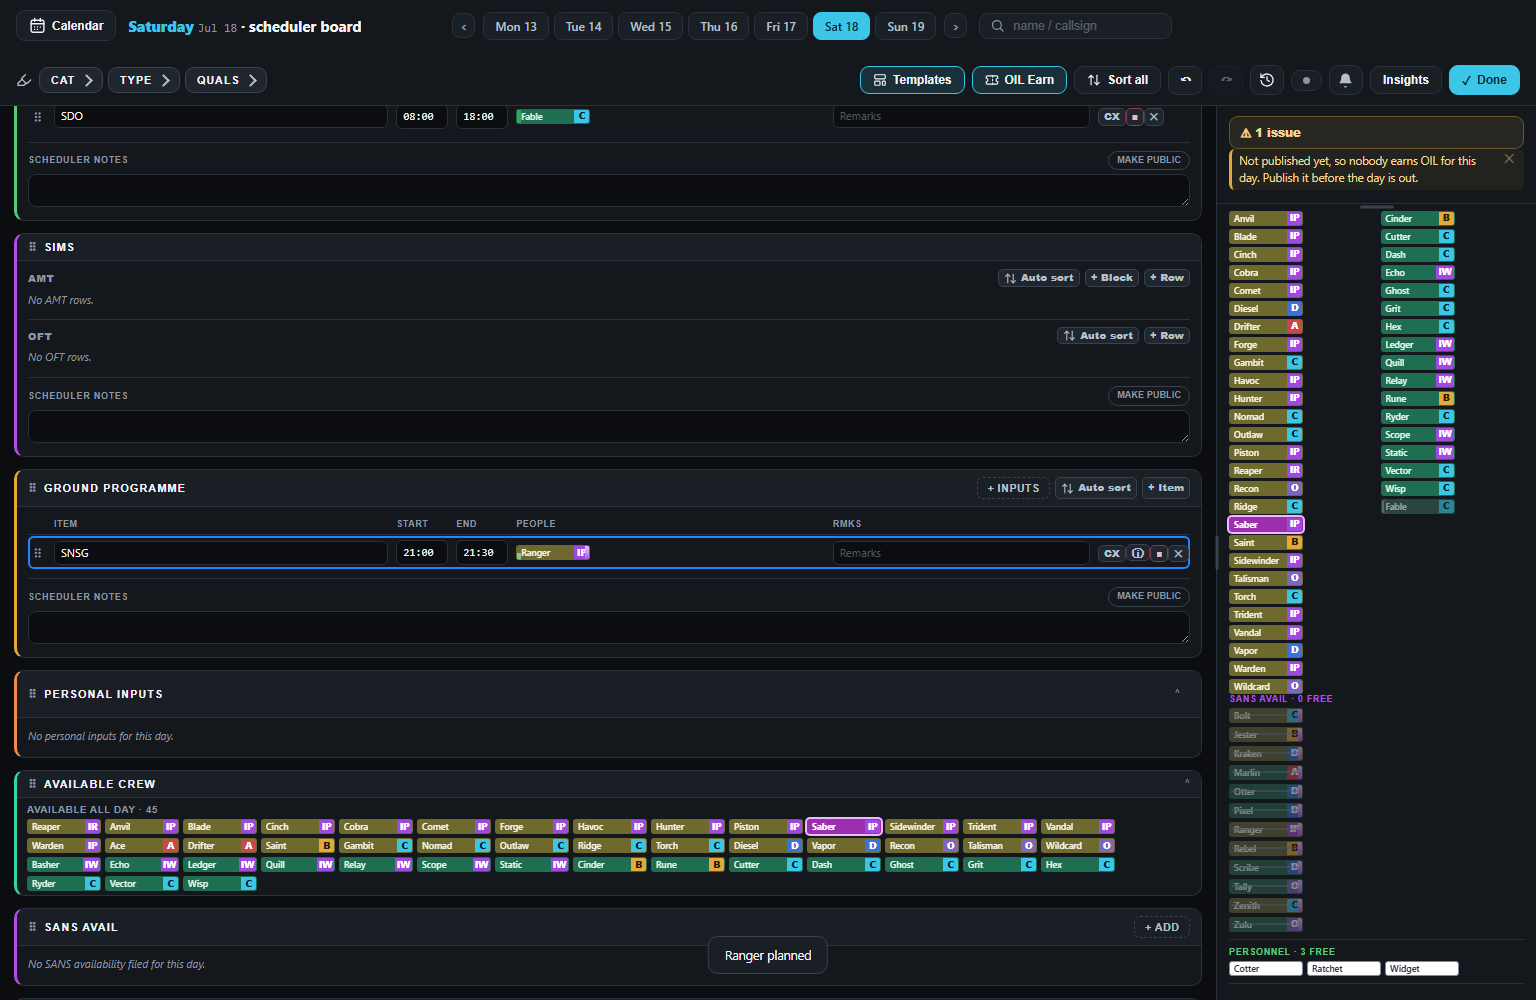 Calendar
Saturday Jul 18 · scheduler board
‹ Mon 13 Tue 14 Wed 15 Thu 16 Fri 17 Sat 18 Sun 19 ›
name / callsign
CAT TYPE QUALS
Templates OIL Earn Sort all Insights ✓ Done
SDO 08:00 18:00 Fable C Remarks CX
SCHEDULER NOTES MAKE PUBLIC
SIMS
AMT Auto sort + Block + Row
No AMT rows.
OFT Auto sort + Row
No OFT rows.
SCHEDULER NOTES MAKE PUBLIC
GROUND PROGRAMME + INPUTS Auto sort + Item
ITEM START END PEOPLE RMKS
SNSG 21:00 21:30 Ranger IP Remarks CX
SCHEDULER NOTES MAKE PUBLIC
PERSONAL INPUTS
No personal inputs for this day.
AVAILABLE CREW
AVAILABLE ALL DAY · 45
Reaper IR Anvil IP Blade IP Cinch IP Cobra IP Comet IP Forge IP Havoc IP Hunter IP Piston IP Saber IP Sidewinder IP Trident IP Vandal IP
Warden IP Ace A Drifter A Saint B Gambit C Nomad C Outlaw C Ridge C Torch C Diesel D Vapor D Recon O Talisman O Wildcard O
Basher IW Echo IW Ledger IW Quill IW Relay IW Scope IW Static IW Cinder B Rune B Cutter C Dash C Ghost C Grit C Hex C
Ryder C Vector C Wisp C
SANS AVAIL + ADD
No SANS availability filed for this day.
Ranger planned
⚠ 1 issue
Not published yet, so nobody earns OIL for this
day. Publish it before the day is out.
Anvil IP Cinder B
Blade IP Cutter C
Cinch IP Dash C
Cobra IP Echo IW
Comet IP Ghost C
Diesel D Grit C
Drifter A Hex C
Forge IP Ledger IW
Gambit C Quill IW
Havoc IP Relay IW
Hunter IP Rune B
Nomad C Ryder C
Outlaw C Scope IW
Piston IP Static IW
Reaper IR Vector C
Recon O Wisp C
Ridge C Fable C
Saber IP
Saint B
Sidewinder IP
Talisman O
Torch C
Trident IP
Vandal IP
Vapor D
Warden IP
Wildcard O
SANS AVAIL · 0 FREE
Bolt C
Jester B
Kraken D
Marlin A
Otter D
Pixel D
Ranger IP
Rebel B
Scribe D
Tally O
Zenith C
Zulu O
PERSONNEL · 3 FREE
Cotter Ratchet Widget